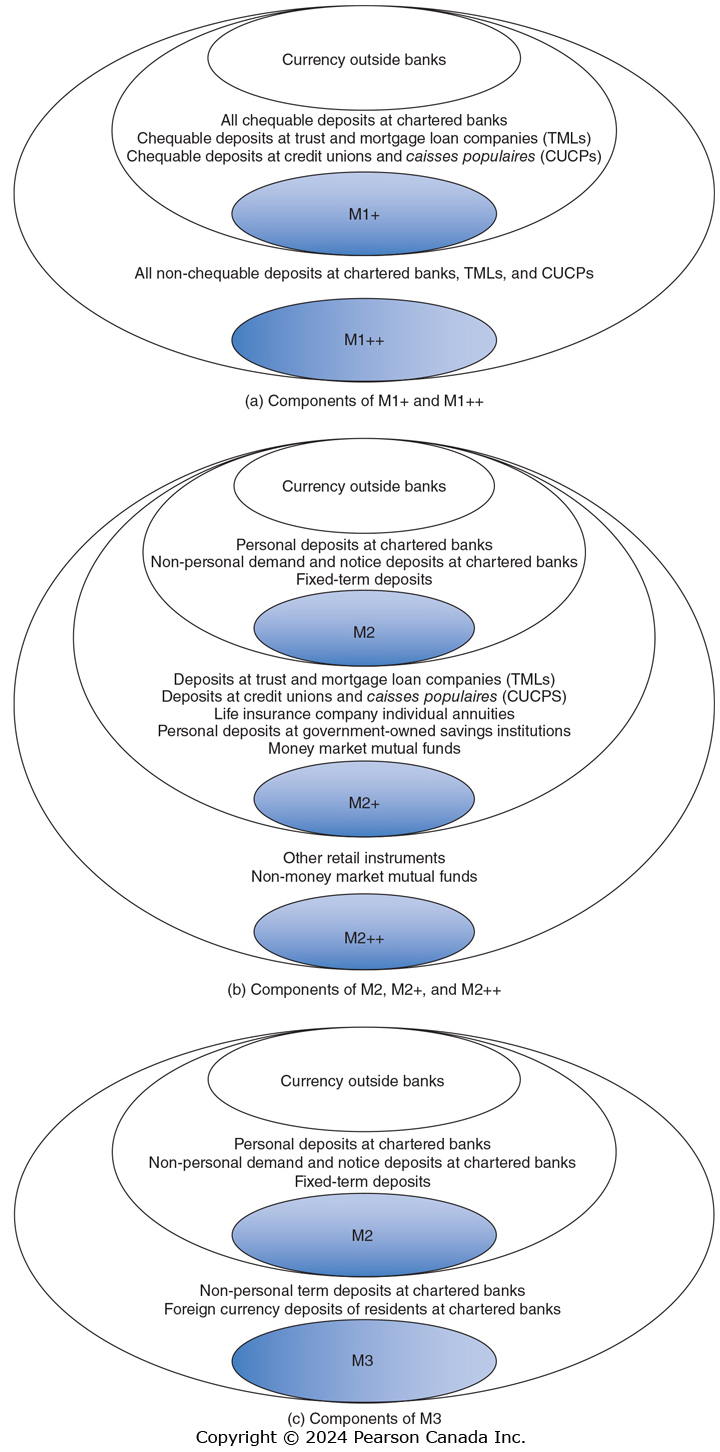 Currency outside banks
All chequable deposits at chartered banks
Chequable deposits at trust and mortgage loan companies (TMLs)
Chequable deposits at credit unions and caisses populaires (CUCPs)
M1+
All non-chequable deposits at chartered banks, TMLs, and CUCPs
M1++
(a) Components of M1+ and M1++
Currency outside banks
Personal deposits at chartered banks
Non-personal demand and notice deposits at chartered banks
Fixed-term deposits
M2
Deposits at trust and mortgage loan companies (TMLs)
Deposits at credit unions and caisses populaires (CUCPS)
Life insurance company individual annuities
Personal deposits at government-owned savings institutions
Money market mutual funds
M2+
Other retail instruments
Non-money market mutual funds
M2++
(b) Components of M2, M2+, and M2++
Currency outside banks
Personal deposits at chartered banks
Non-personal demand and notice deposits at chartered banks
Fixed-term deposits
M2
Non-personal term deposits at chartered banks
Foreign currency deposits of residents at chartered banks
M3
(c) Components of M3
Copyright © 2024 Pearson Canada Inc.